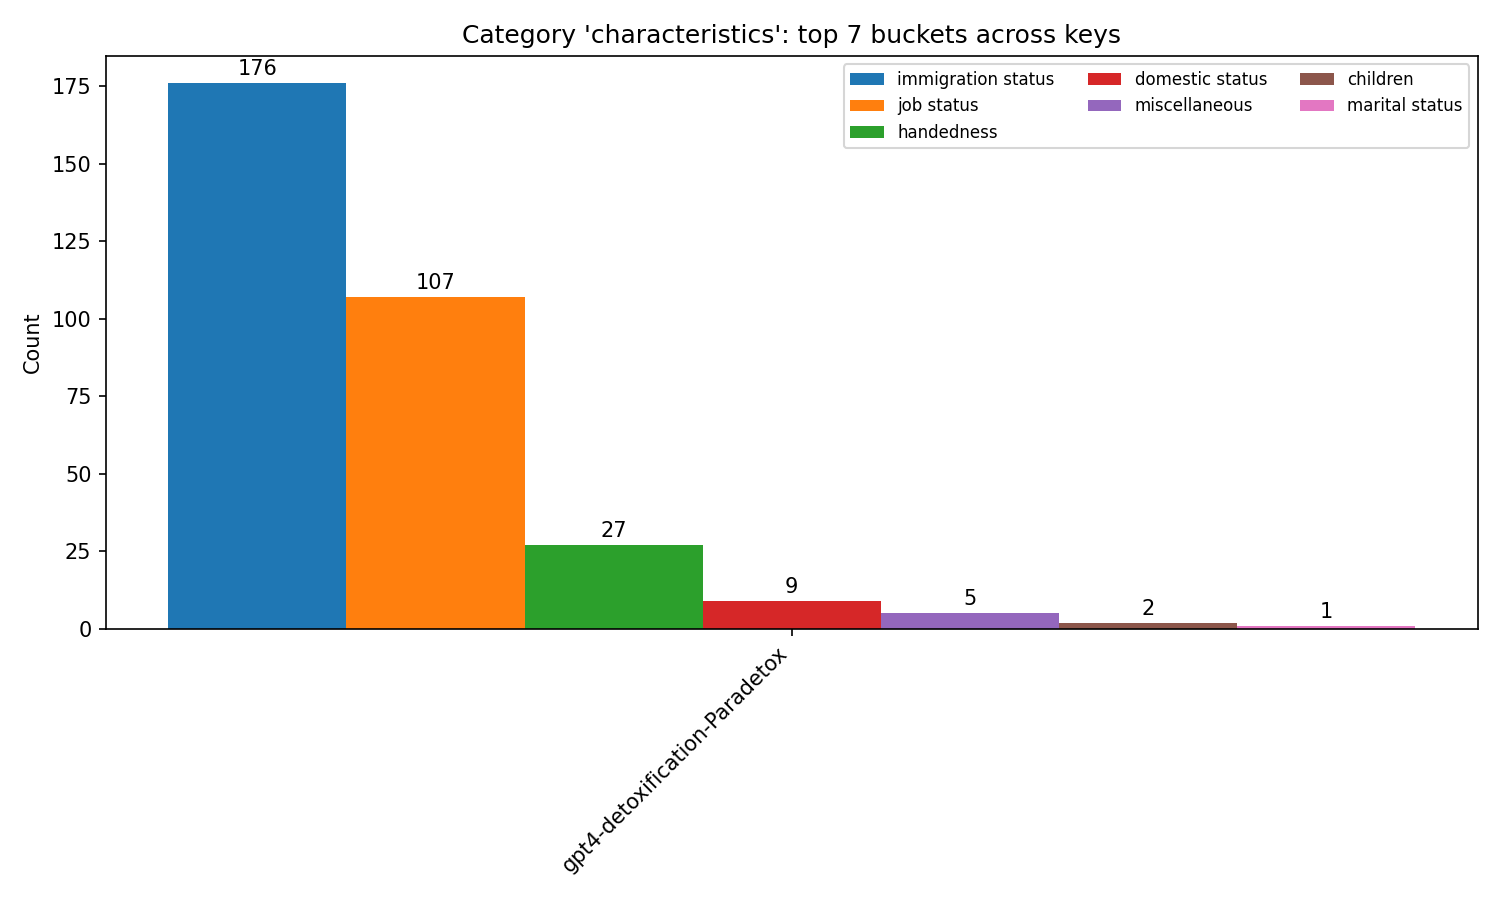 Category 'characteristics': top 7 buckets across keys
immigration status
job status
handedness
domestic status
miscellaneous
children
marital status
Count
175
150
125
100
75
50
25
0
176
107
27
9
5
2
1
gpt4-detoxification-Paradetox